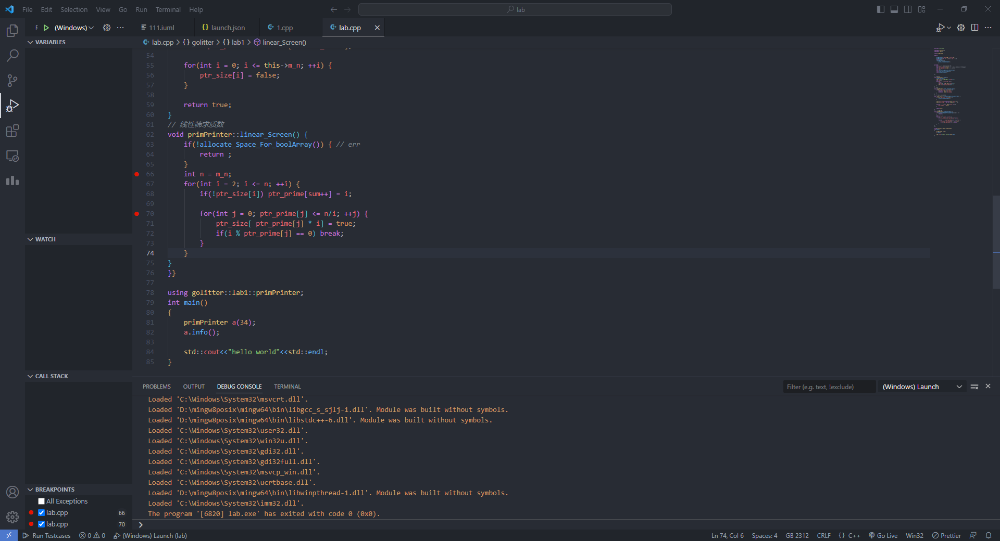 File Edit Selection View Go Run Terminal Help
lab
(Windows)
111.iuml
launch.json
1.cpp
lab.cpp
VARIABLES
lab.cpp > {} golitter > {} lab1 > linear_Screen()
54
55 for(int i = 0; i <= this->m_n; ++i) {
56 ptr_size[i] = false;
57 }
58
59 return true;
60 }
61 // 线性筛求质数
62 void primPrinter::linear_Screen() {
63 if(!allocate_Space_For_boolArray()) { // err
64 return ;
65 }
66 int n = m_n;
67 for(int i = 2; i <= n; ++i) {
68 if(!ptr_size[i]) ptr_prime[sum++] = i;
69
70 for(int j = 0; ptr_prime[j] <= n/i; ++j) {
71 ptr_size[ ptr_prime[j] * i] = true;
72 if(i % ptr_prime[j] == 0) break;
73 }
74 }
75 }
76 }}
77
78 using golitter::lab1::primPrinter;
79 int main()
80 {
81 primPrinter a(34);
82 a.info();
83
84 std::cout<<"hello world"<<std::endl;
85 }
WATCH
CALL STACK
BREAKPOINTS
All Exceptions
lab.cpp 66
lab.cpp 70
PROBLEMS OUTPUT DEBUG CONSOLE TERMINAL
Filter (e.g. text, !exclude)
(Windows) Launch
Loaded 'C:\Windows\System32\msvcrt.dll'.
Loaded 'D:\mingw8posix\mingw64\bin\libgcc_s_sjlj-1.dll'. Module was built without symbols.
Loaded 'D:\mingw8posix\mingw64\bin\libstdc++-6.dll'. Module was built without symbols.
Loaded 'C:\Windows\System32\user32.dll'.
Loaded 'C:\Windows\System32\win32u.dll'.
Loaded 'C:\Windows\System32\gdi32.dll'.
Loaded 'C:\Windows\System32\gdi32full.dll'.
Loaded 'C:\Windows\System32\msvcp_win.dll'.
Loaded 'C:\Windows\System32\ucrtbase.dll'.
Loaded 'D:\mingw8posix\mingw64\bin\libwinpthread-1.dll'. Module was built without symbols.
Loaded 'C:\Windows\System32\imm32.dll'.
The program '[6820] lab.exe' has exited with code 0 (0x0).
Run Testcases 0 0 (Windows) Launch (lab)
Ln 74, Col 6 Spaces: 4 GB 2312 CRLF {} C++ Go Live Win32 Prettier